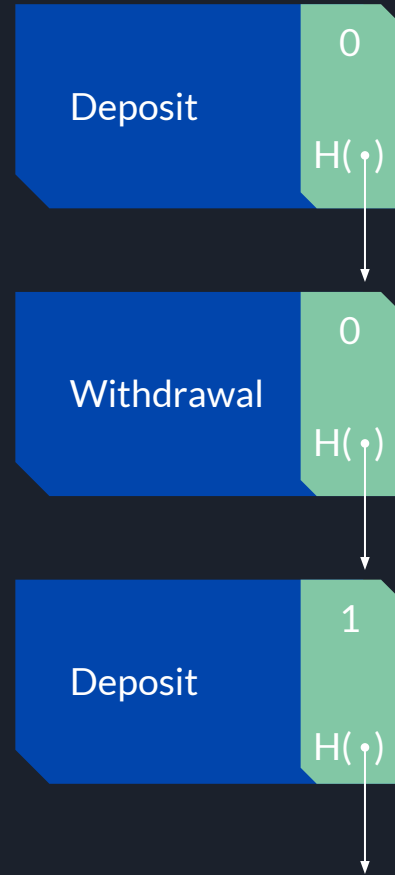 0
Deposit
H( )
0
Withdrawal
H( )
1
Deposit
H( )